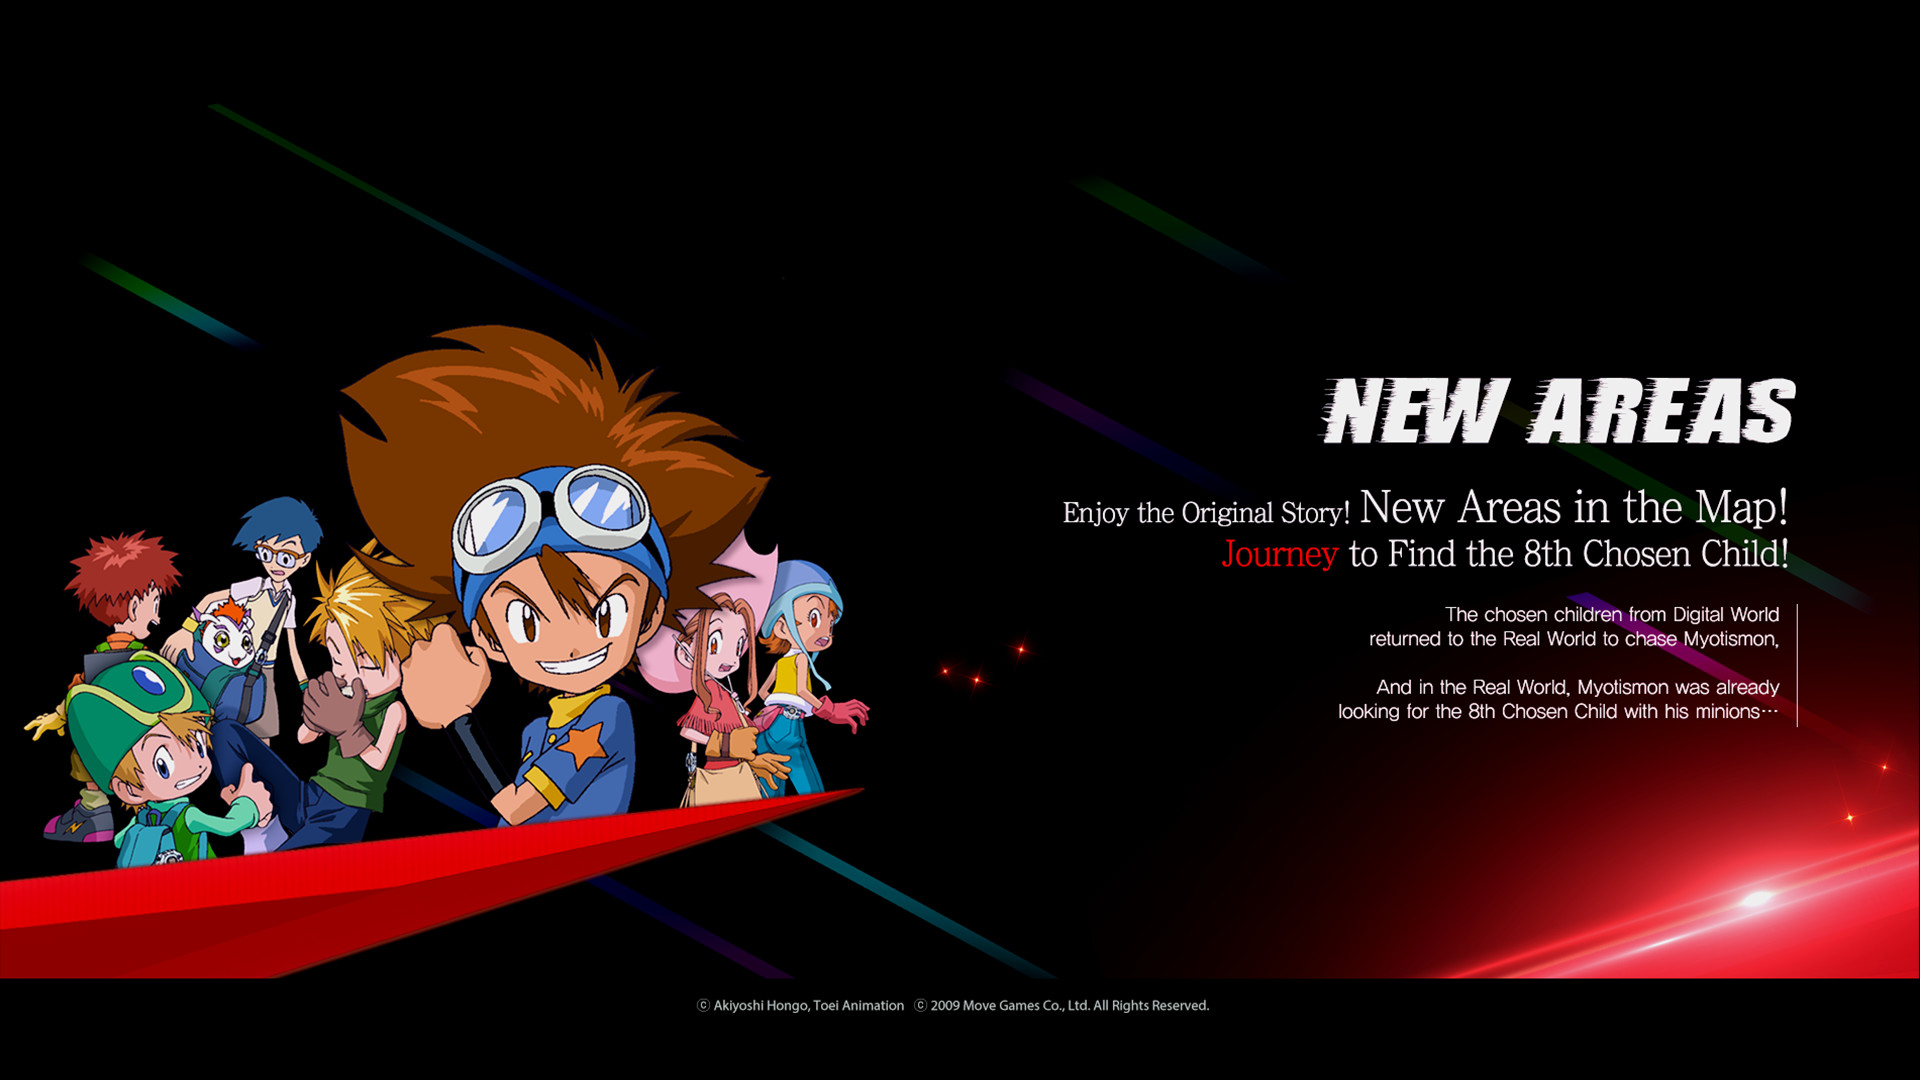 NEW AREAS
Enjoy the Original Story! New Areas in the Map!
Journey to Find the 8th Chosen Child!
The chosen children from Digital World
returned to the Real World to chase Myotismon,
And in the Real World, Myotismon was already
looking for the 8th Chosen Child with his minions···
ⓒ Akiyoshi Hongo, Toei Animation ⓒ 2009 Move Games Co., Ltd. All Rights Reserved.